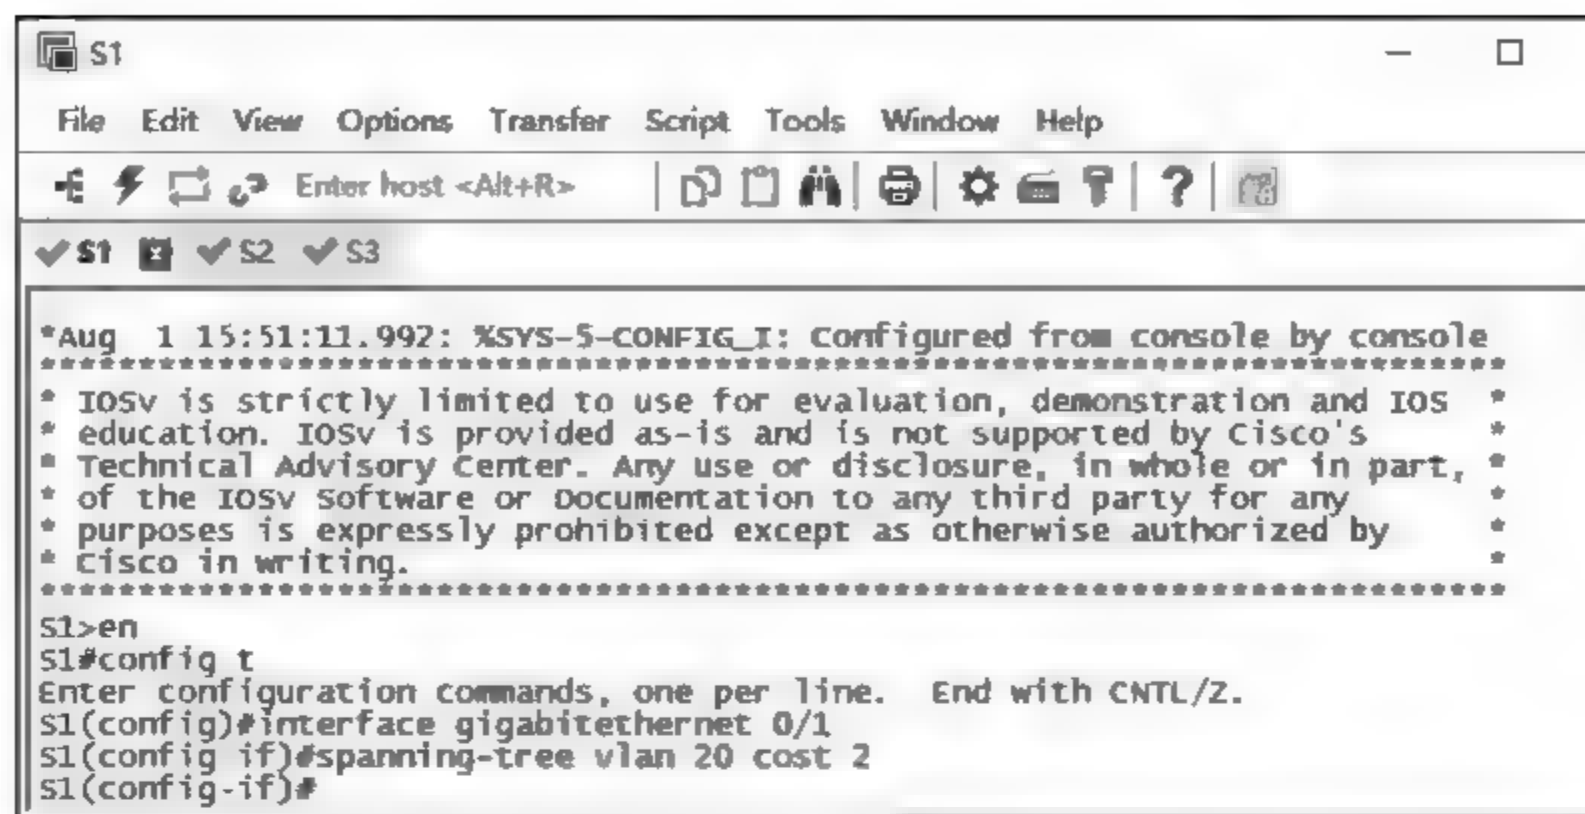 S1
File Edit View Options Transfer Script Tools Window Help
Enter host <Alt+R>
S1 S2 S3
*Aug  1 15:51:11.992: %SYS-5-CONFIG_I: Configured from console by console
**************************************************************************
* IOSv is strictly limited to use for evaluation, demonstration and IOS  *
* education. IOSv is provided as-is and is not supported by Cisco's      *
* Technical Advisory Center. Any use or disclosure, in whole or in part, *
* of the IOSv Software or Documentation to any third party for any       *
* purposes is expressly prohibited except as otherwise authorized by     *
* Cisco in writing.                                                      *
**************************************************************************
S1>en
S1#config t
Enter configuration commands, one per line.  End with CNTL/Z.
S1(config)#interface gigabitethernet 0/1
S1(config if)#spanning-tree vlan 20 cost 2
S1(config-if)#